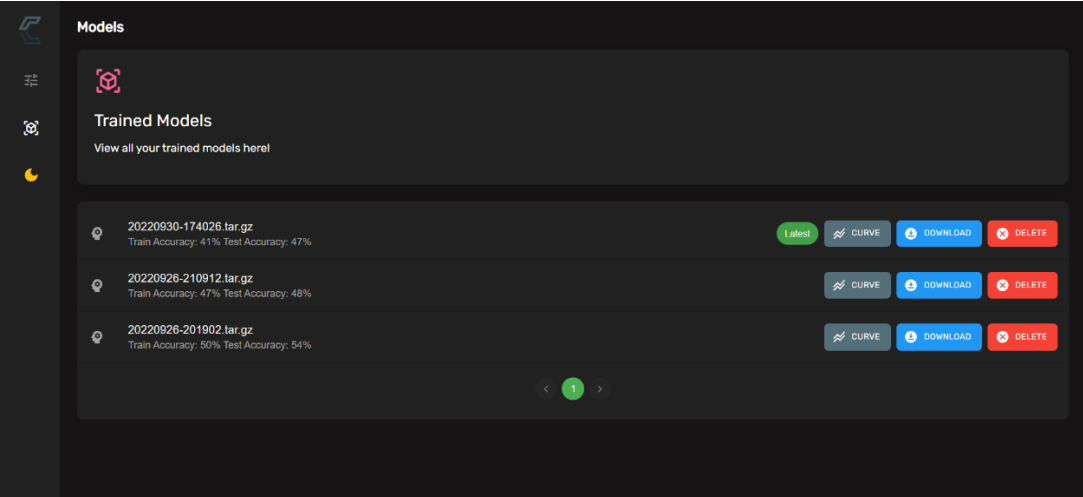 Models
Trained Models
View all your trained models here!
20220930-174026.tar.gz
Train Accuracy: 41% Test Accuracy: 47%
Latest
CURVE
DOWNLOAD
DELETE
20220926-210912.tar.gz
Train Accuracy: 47% Test Accuracy: 48%
CURVE
DOWNLOAD
DELETE
20220926-201902.tar.gz
Train Accuracy: 50% Test Accuracy: 54%
CURVE
DOWNLOAD
DELETE
1